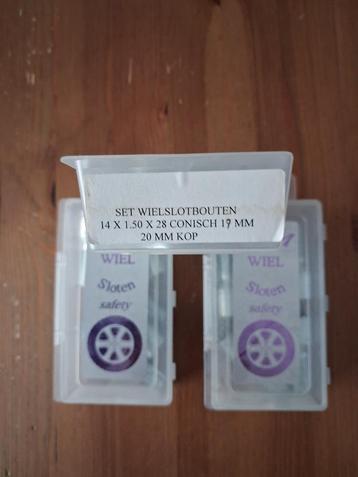 SET WIELSLOTBOUTEN
14 X 1.50 X 28 CONISCH 17 MM
20 MM KOP
WIEL
Sloten
safety
M
WIEL
Sloten
safety